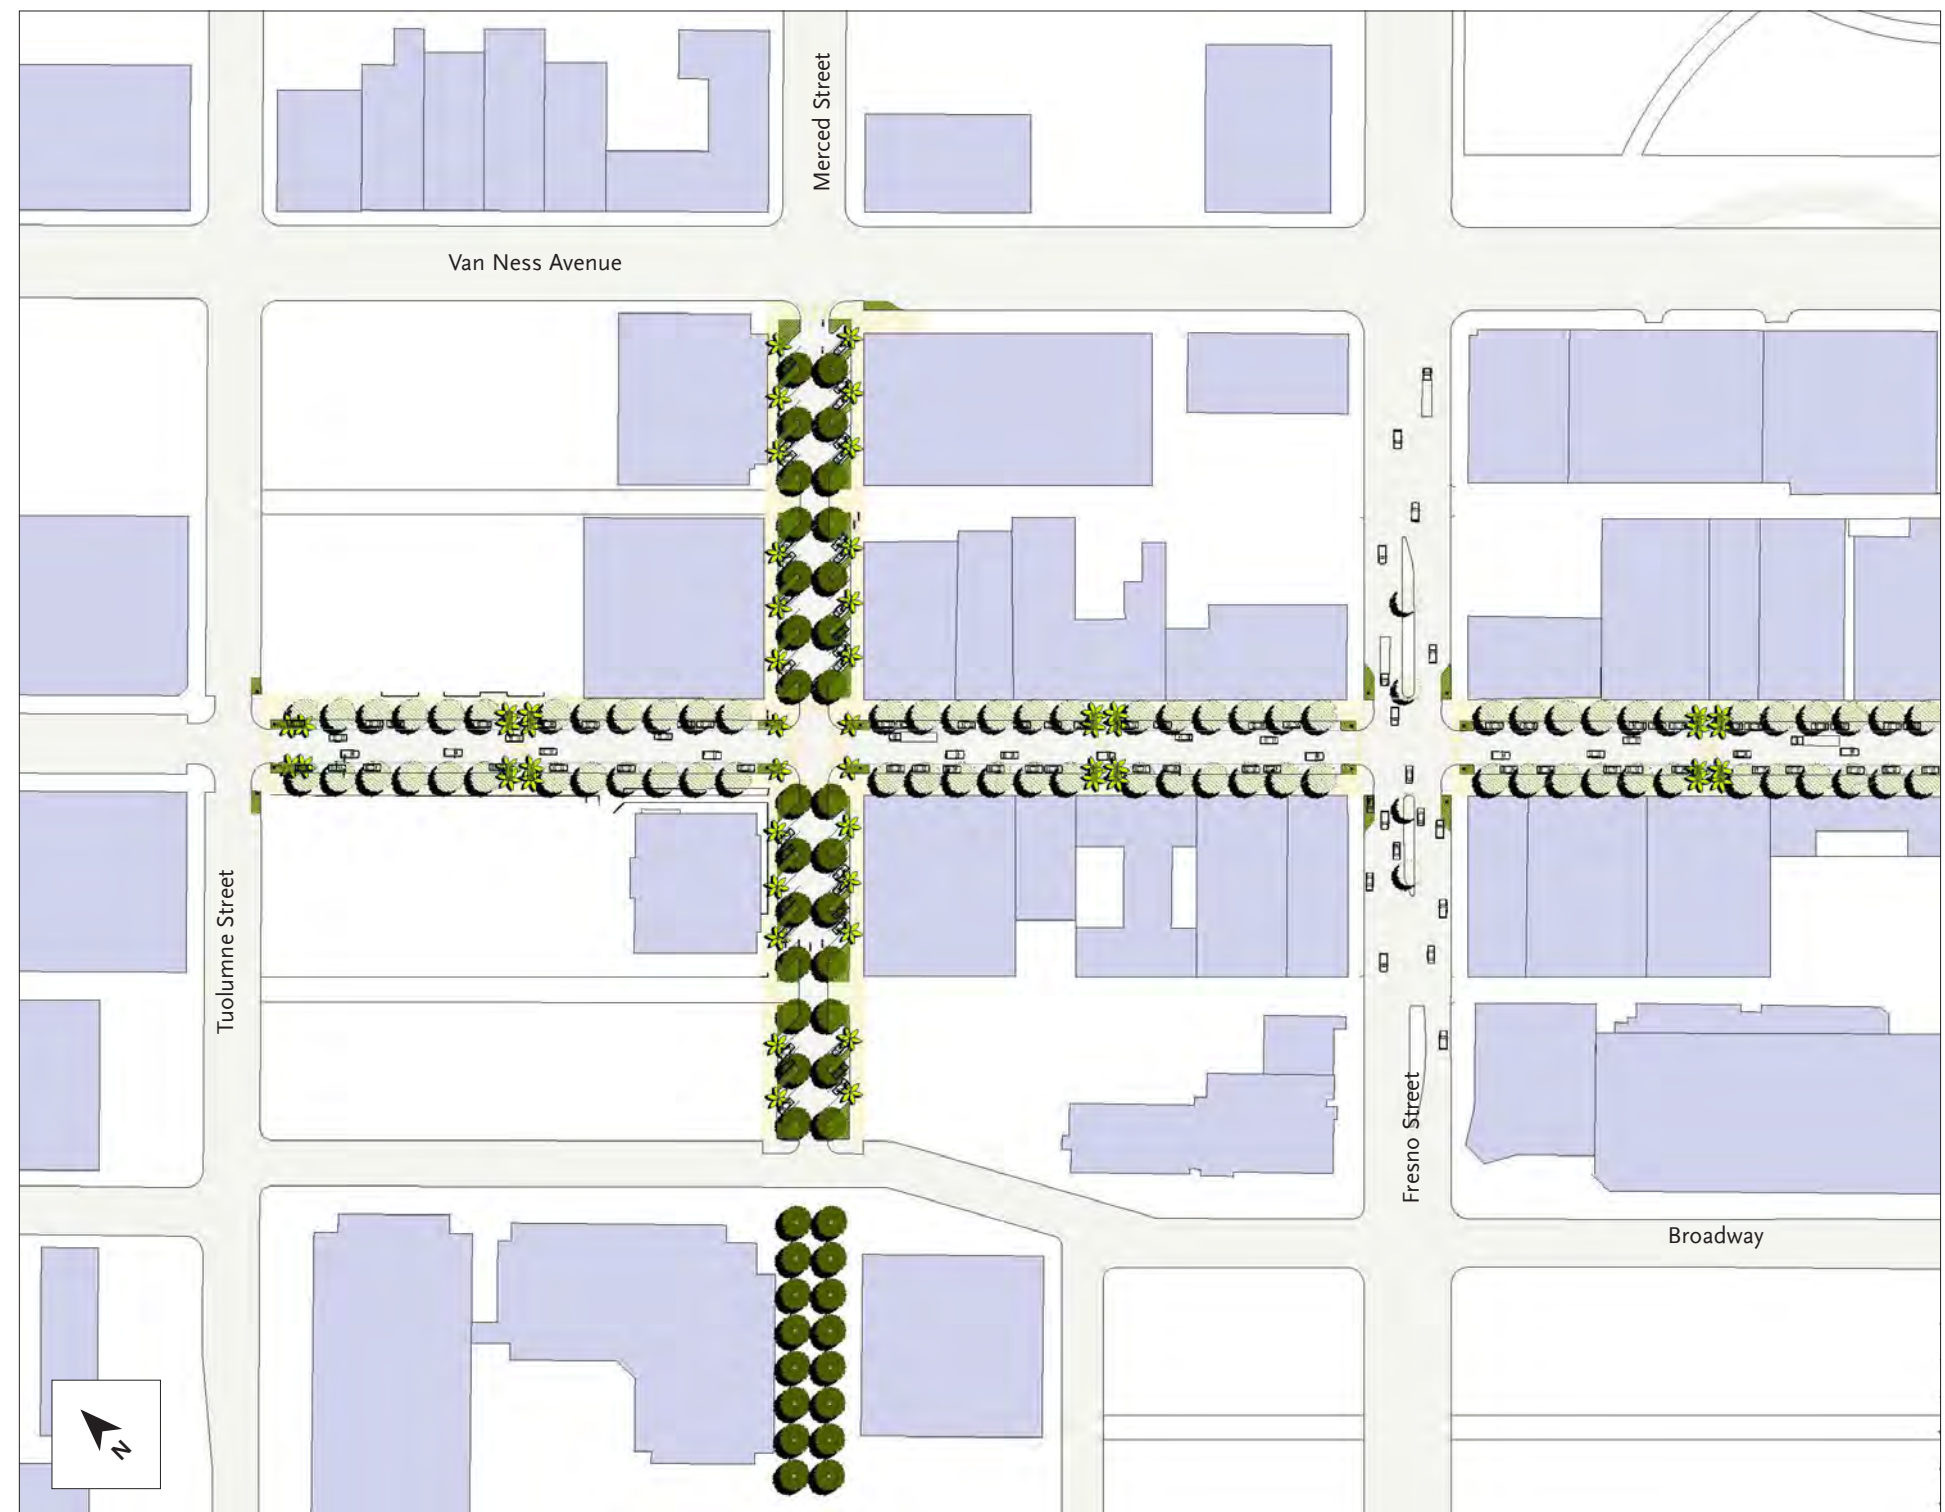 Merced Street
Van Ness Avenue
Tuolumne Street
Fresno Street
Broadway
N